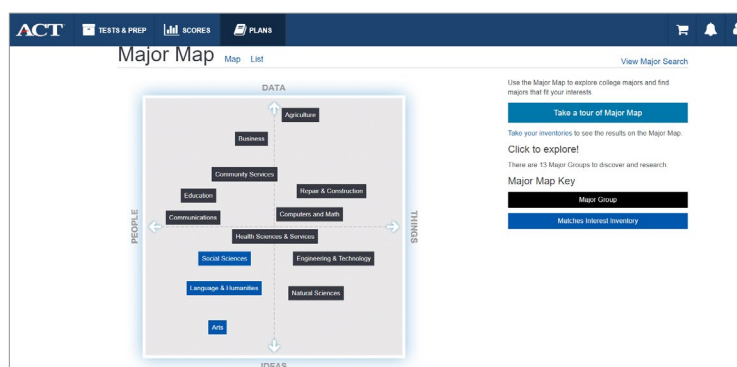 ACT TESTS & PREP SCORES PLANS
Major Map Map List
View Major Search
DATA
Agriculture
Business
Community Services
Education
Repair & Construction
Communications
Computers and Math
PEOPLE
THINGS
Health Sciences & Services
Social Sciences
Engineering & Technology
Language & Humanities
Natural Sciences
Arts
IDEAS
Use the Major Map to explore college majors and find
majors that fit your interests
Take a tour of Major Map
Take your inventories to see the results on the Major Map.
Click to explore!
There are 13 Major Groups to discover and research.
Major Map Key
Major Group
Matches Interest Inventory